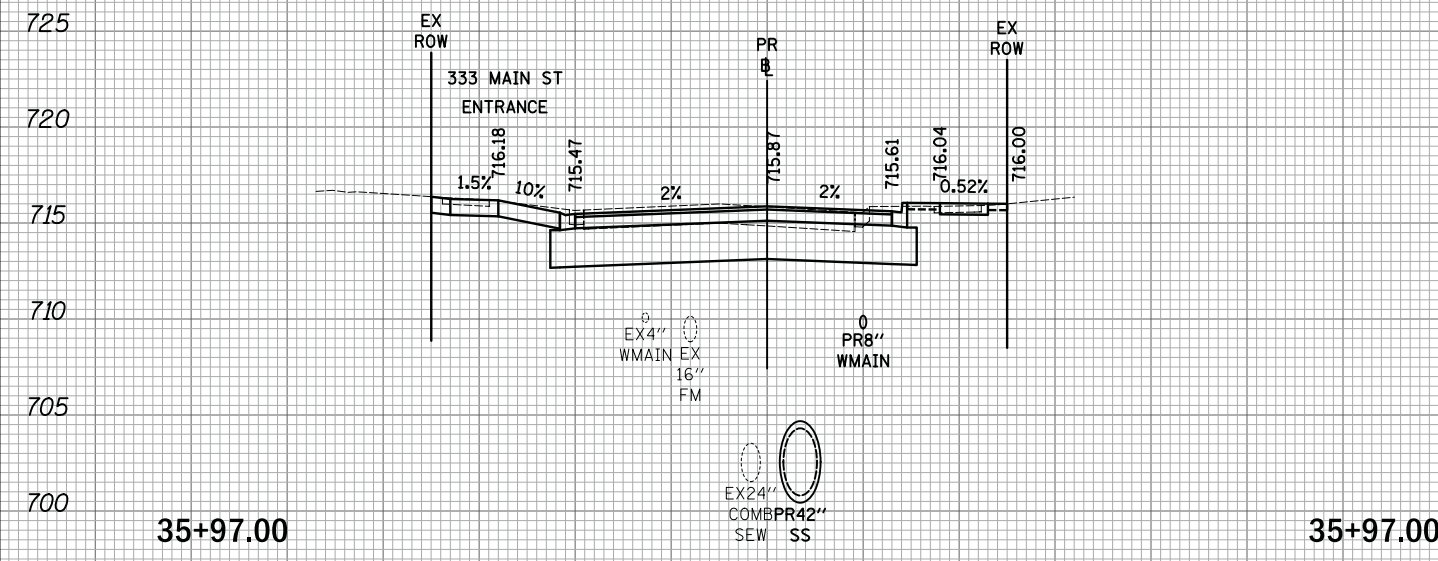 725
EX
ROW
PR
BL
EX
ROW
333 MAIN ST
ENTRANCE
720
716.18
715.47
715.87
715.61
716.04
716.00
1.5%
10%
2%
2%
0.52%
715
710
EX4''
WMAIN
EX
16''
FM
PR8''
WMAIN
705
EX24''
COMB
SEW
PR42''
SS
700
35+97.00
35+97.00